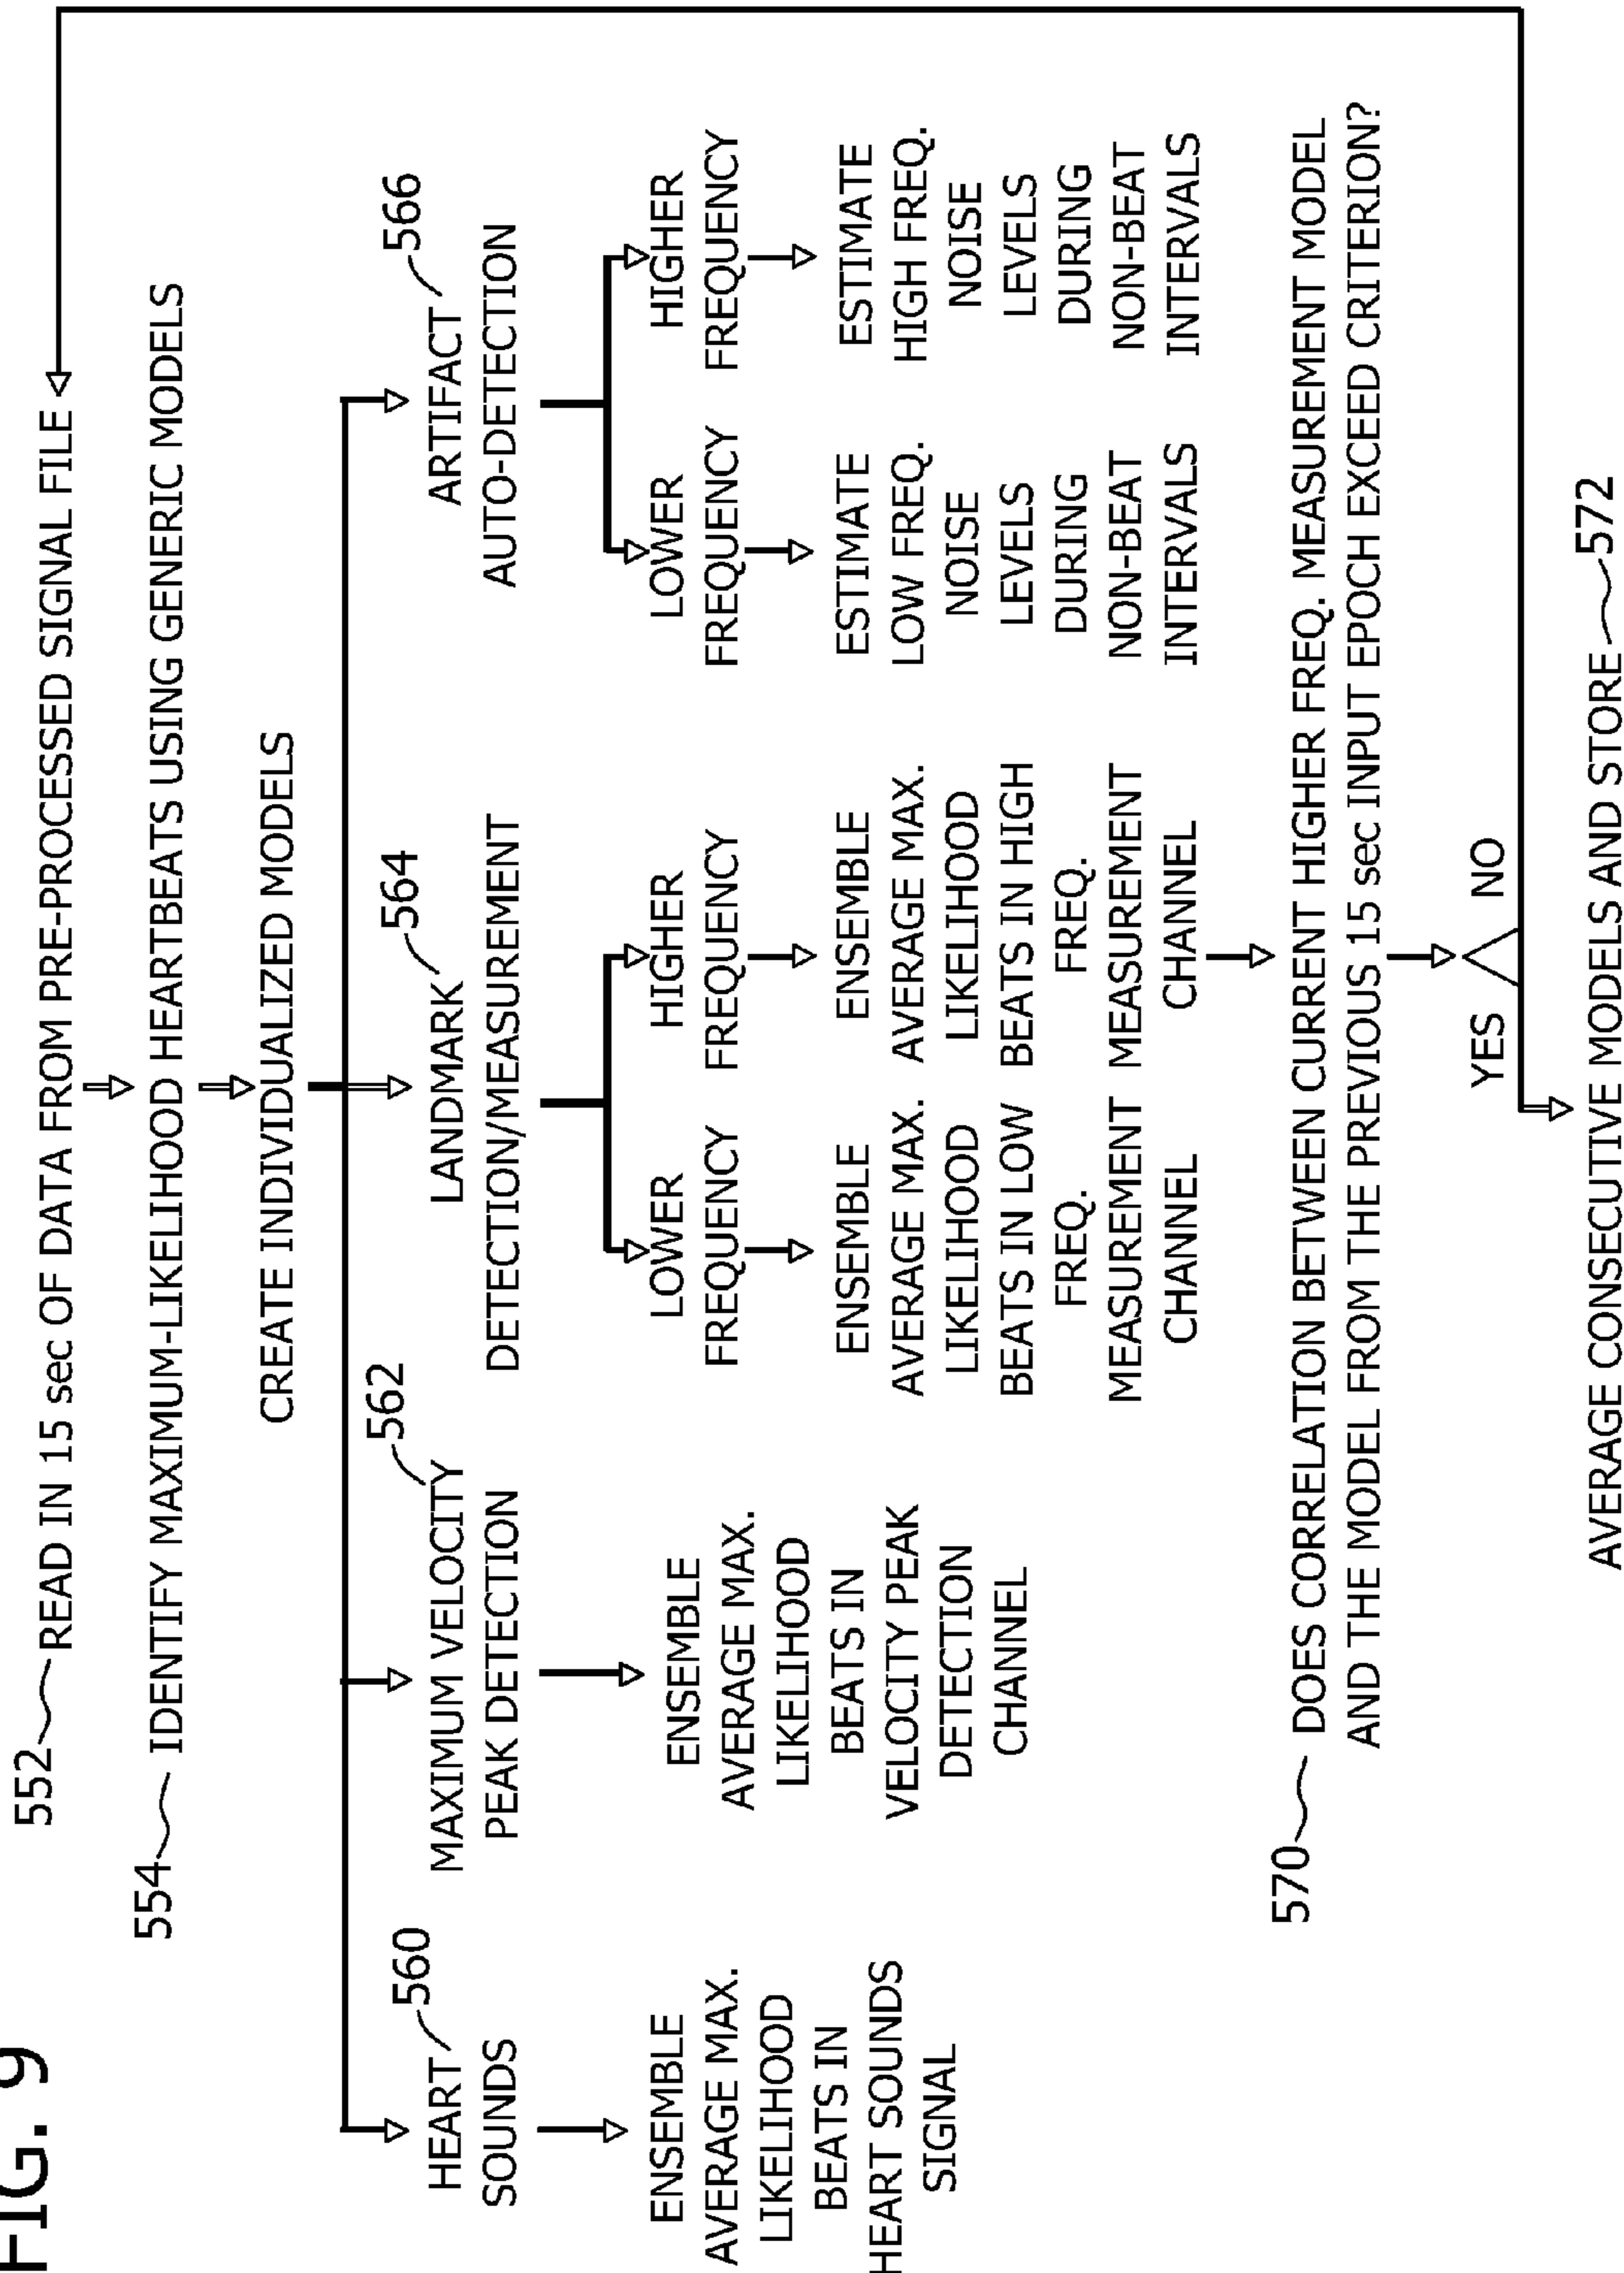 FIG. 9
552
READ IN 15 sec OF DATA FROM PRE-PROCESSED SIGNAL FILE
554
IDENTIFY MAXIMUM-LIKELIHOOD HEARTBEATS USING GENERIC MODELS
CREATE INDIVIDUALIZED MODELS
560
HEART
SOUNDS
ENSEMBLE
AVERAGE MAX.
LIKELIHOOD
BEATS IN
HEART SOUNDS
SIGNAL
562
MAXIMUM VELOCITY
PEAK DETECTION
ENSEMBLE
AVERAGE MAX.
LIKELIHOOD
BEATS IN
VELOCITY PEAK
DETECTION
CHANNEL
564
LANDMARK
DETECTION/MEASUREMENT
LOWER
FREQUENCY
ENSEMBLE
AVERAGE MAX.
LIKELIHOOD
BEATS IN LOW
FREQ.
MEASUREMENT
CHANNEL
HIGHER
FREQUENCY
ENSEMBLE
AVERAGE MAX.
LIKELIHOOD
BEATS IN HIGH
FREQ.
MEASUREMENT
CHANNEL
566
ARTIFACT
AUTO-DETECTION
LOWER
FREQUENCY
ESTIMATE
LOW FREQ.
NOISE
LEVELS
DURING
NON-BEAT
INTERVALS
HIGHER
FREQUENCY
ESTIMATE
HIGH FREQ.
NOISE
LEVELS
DURING
NON-BEAT
INTERVALS
570
DOES CORRELATION BETWEEN CURRENT HIGHER FREQ. MEASUREMENT MODEL
AND THE MODEL FROM THE PREVIOUS 15 sec INPUT EPOCH EXCEED CRITERION?
YES
NO
AVERAGE CONSECUTIVE MODELS AND STORE
572